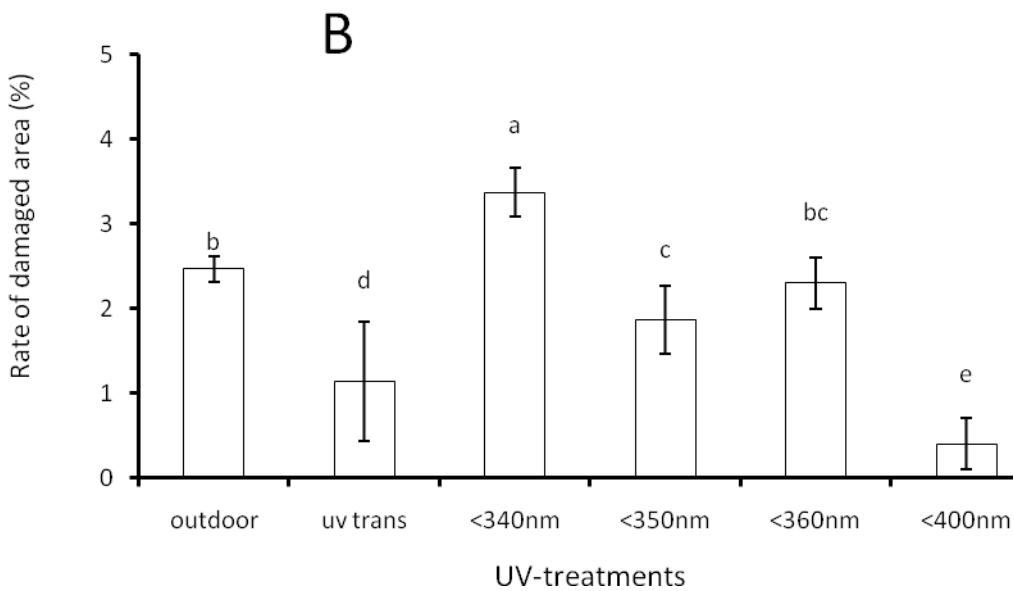 B
Rate of damaged area (%)
5
4
3
2
1
0
b
d
a
c
bc
e
outdoor
uv trans
<340nm
<350nm
<360nm
<400nm
UV-treatments